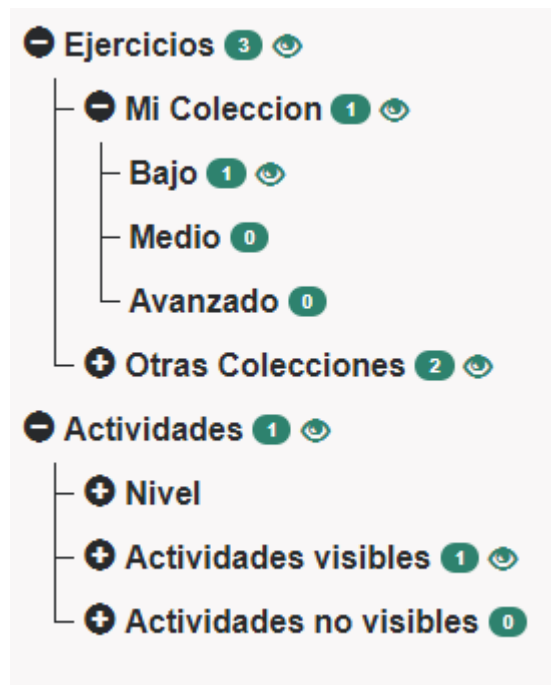 Ejercicios 3
Mi Coleccion 1
Bajo 1
Medio 0
Avanzado 0
Otras Colecciones 2
Actividades 1
Nivel
Actividades visibles 1
Actividades no visibles 0